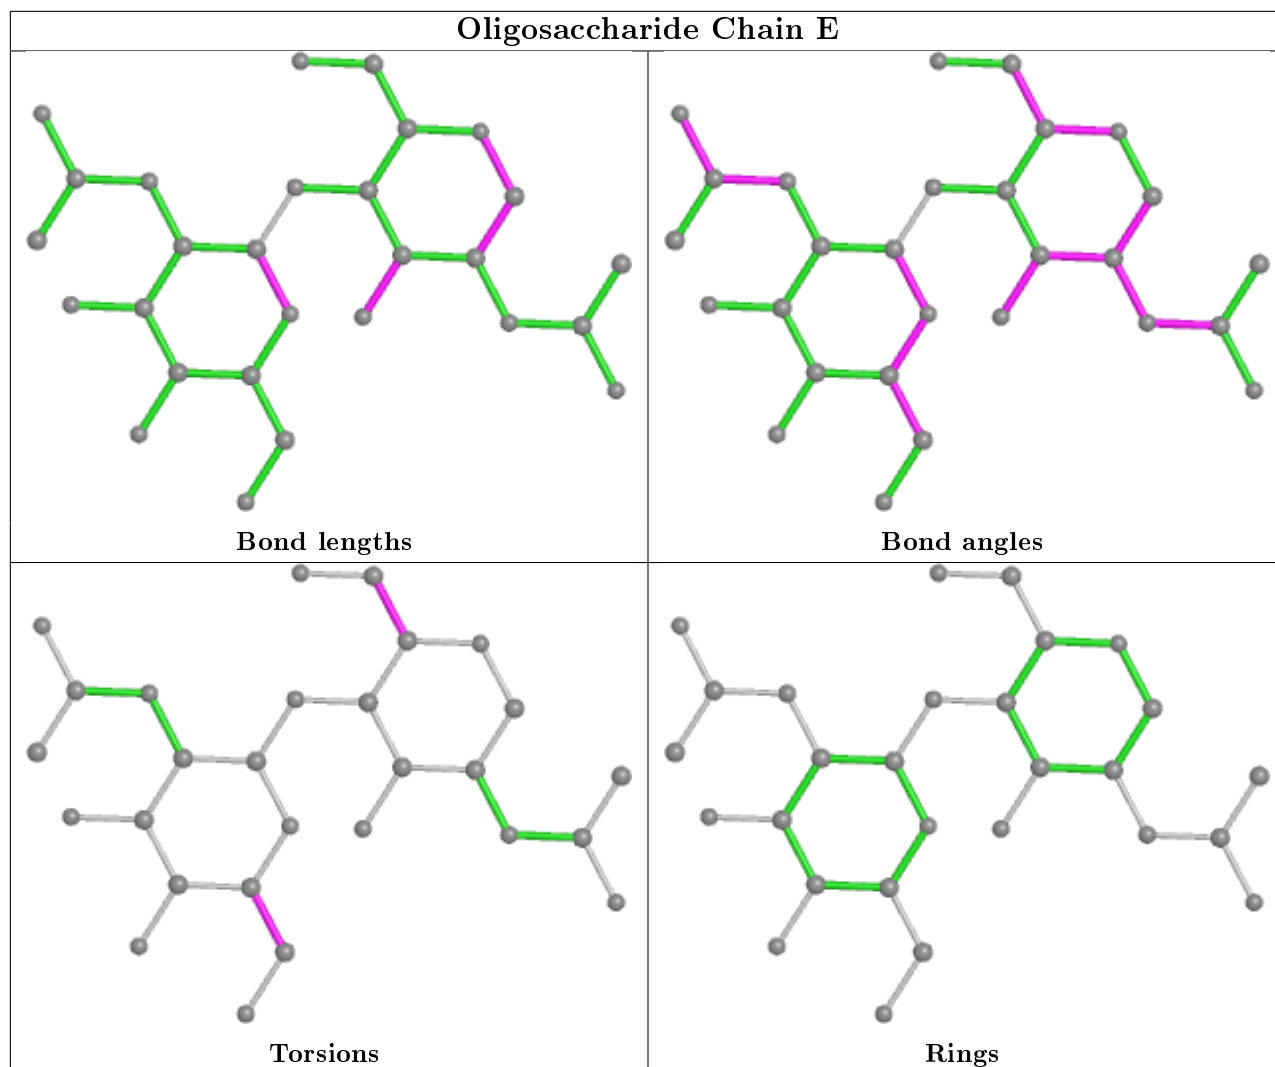 Oligosaccharide Chain E
Bond lengths
Bond angles
Torsions
Rings